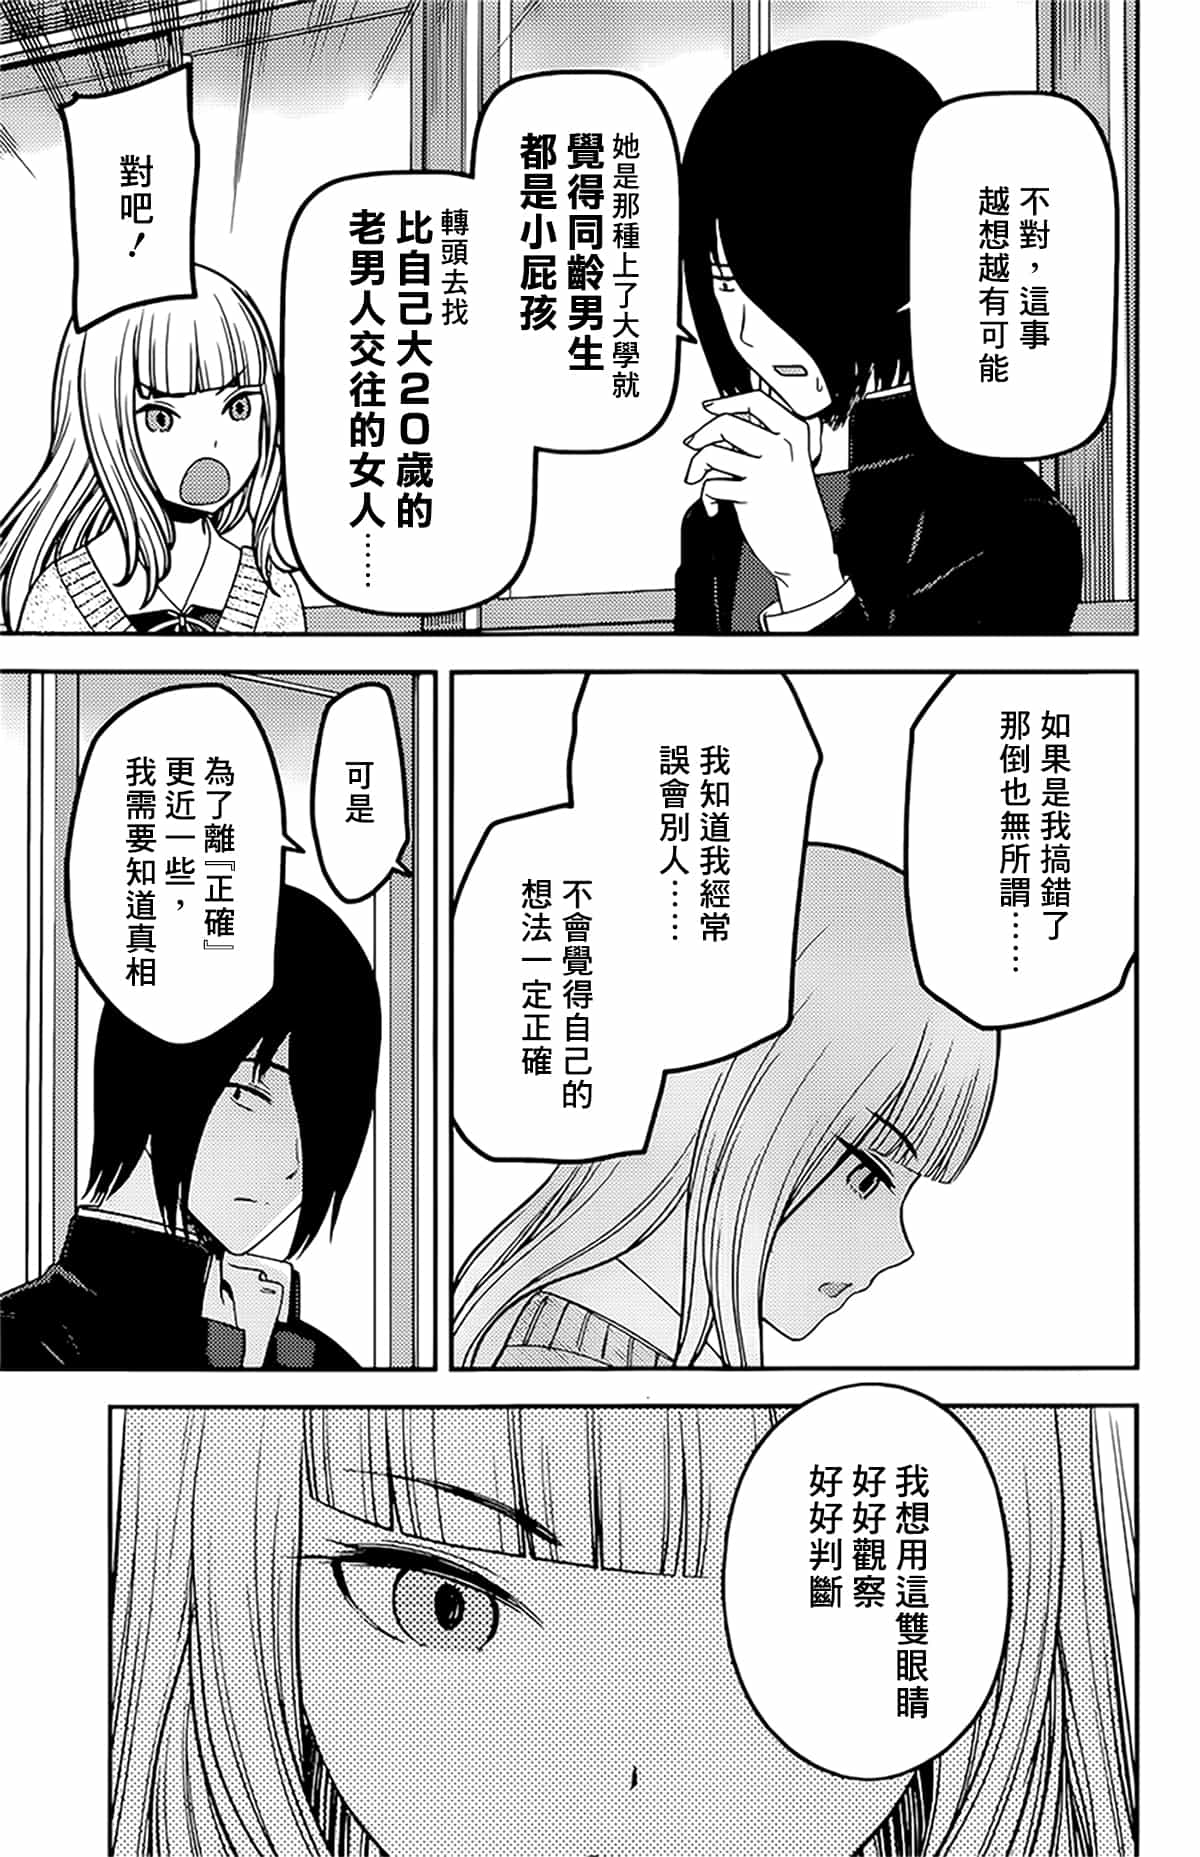 不對，這事
越想越有可能
她是那種上了大學就
覺得同齡男生
都是小屁孩
轉頭去找
比自己大20歲的
老男人交往的女人……
對吧！
如果是我搞錯了
那倒也無所謂……
我知道我經常
誤會別人……
不會覺得自己的
想法一定正確
可是
為了離『正確』
更近一些，
我需要知道真相
我想用這雙眼睛
好好觀察
好好判斷